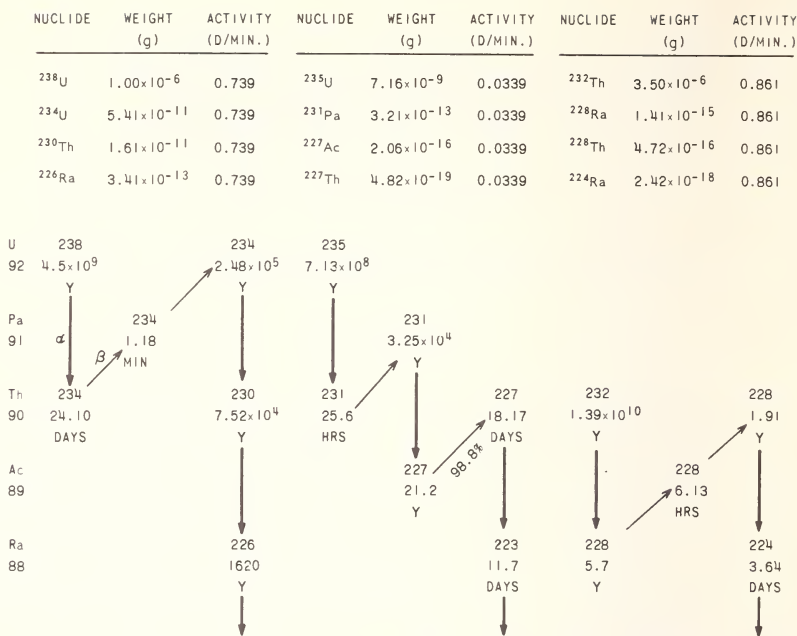 NUCLIDE WEIGHT ACTIVITY NUCLIDE WEIGHT ACTIVITY NUCLIDE WEIGHT ACTIVITY
(g) (D/MIN.) (g) (D/MIN.) (g) (D/MIN.)
²³⁸U 1.00×10⁻⁶ 0.739 ²³⁵U 7.16×10⁻⁹ 0.0339 ²³²Th 3.50×10⁻⁶ 0.861
²³⁴U 5.41×10⁻¹¹ 0.739 ²³¹Pa 3.21×10⁻¹³ 0.0339 ²²⁸Ra 1.41×10⁻¹⁵ 0.861
²³⁰Th 1.61×10⁻¹¹ 0.739 ²²⁷Ac 2.06×10⁻¹⁶ 0.0339 ²²⁸Th 4.72×10⁻¹⁶ 0.861
²²⁶Ra 3.41×10⁻¹³ 0.739 ²²⁷Th 4.82×10⁻¹⁹ 0.0339 ²²⁴Ra 2.42×10⁻¹⁸ 0.861
U 238 234 235
92 4.5×10⁹ 2.48×10⁵ 7.13×10⁸
Y Y Y
Pa 234 231
91 α 1.18 3.25×10⁴
β MIN Y
Th 234 230 231 227 232 228
90 24.10 7.52×10⁴ 25.6 18.17 1.39×10¹⁰ 1.91
DAYS Y HRS DAYS Y Y
98.8%
Ac 227 228
89 21.2 6.13
Y HRS
Ra 226 223 228 224
88 1620 11.7 5.7 3.64
Y DAYS Y DAYS